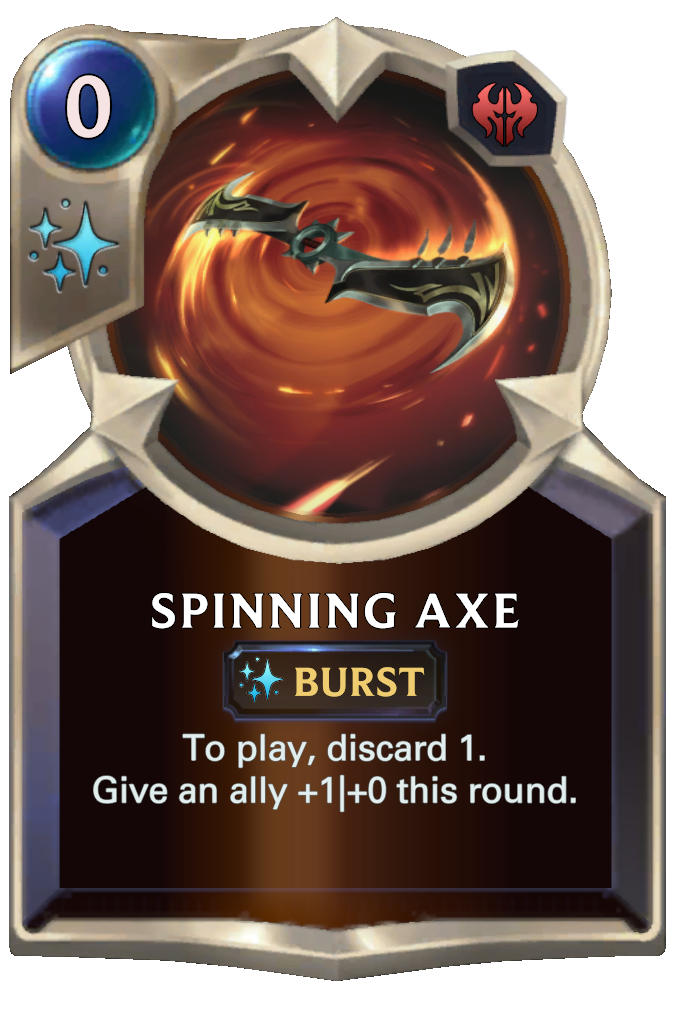 0
SPINNING AXE
BURST
To play, discard 1.
Give an ally +1|+0 this round.